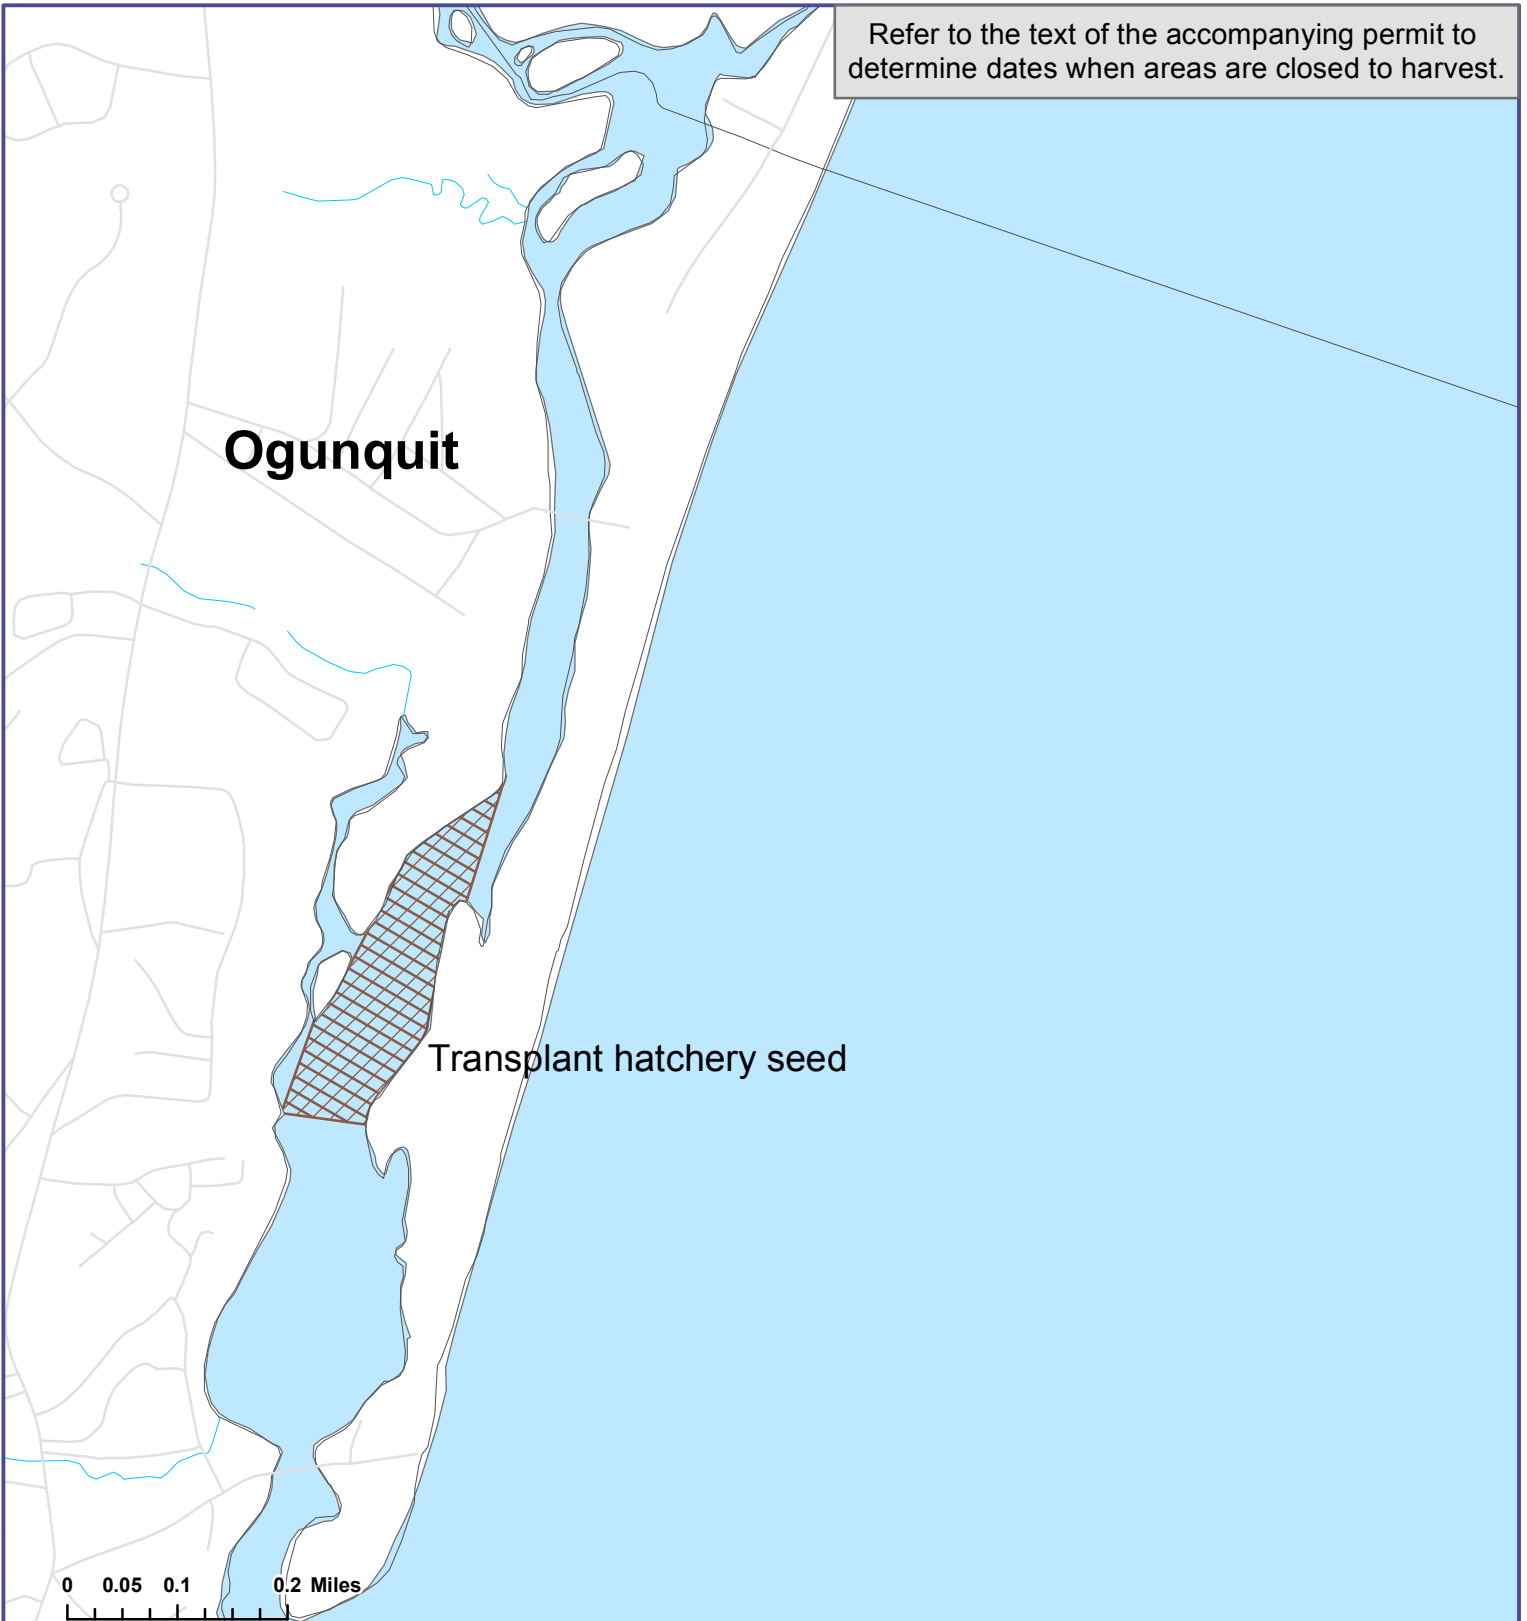 Refer to the text of the accompanying permit to
determine dates when areas are closed to harvest.
Ogunquit
Transplant hatchery seed
0 0.05 0.1 0.2 Miles